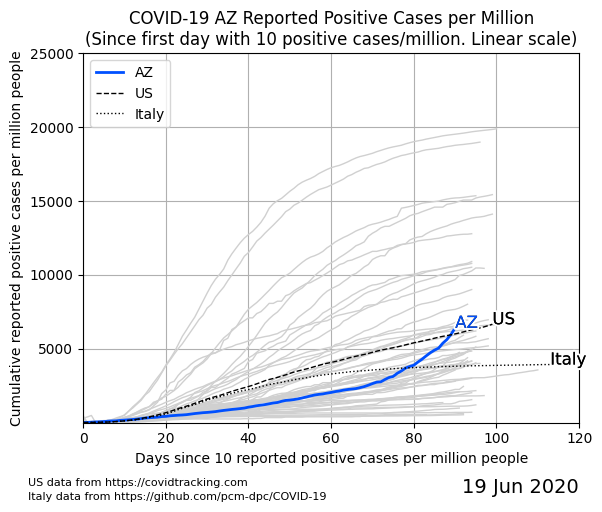 COVID-19 AZ Reported Positive Cases per Million
(Since first day with 10 positive cases/million. Linear scale)
Cumulative reported positive cases per million people
25000
20000
15000
10000
5000
AZ
US
Italy
AZ
US
Italy
0 20 40 60 80 100 120
Days since 10 reported positive cases per million people
US data from https://covidtracking.com
Italy data from https://github.com/pcm-dpc/COVID-19
19 Jun 2020